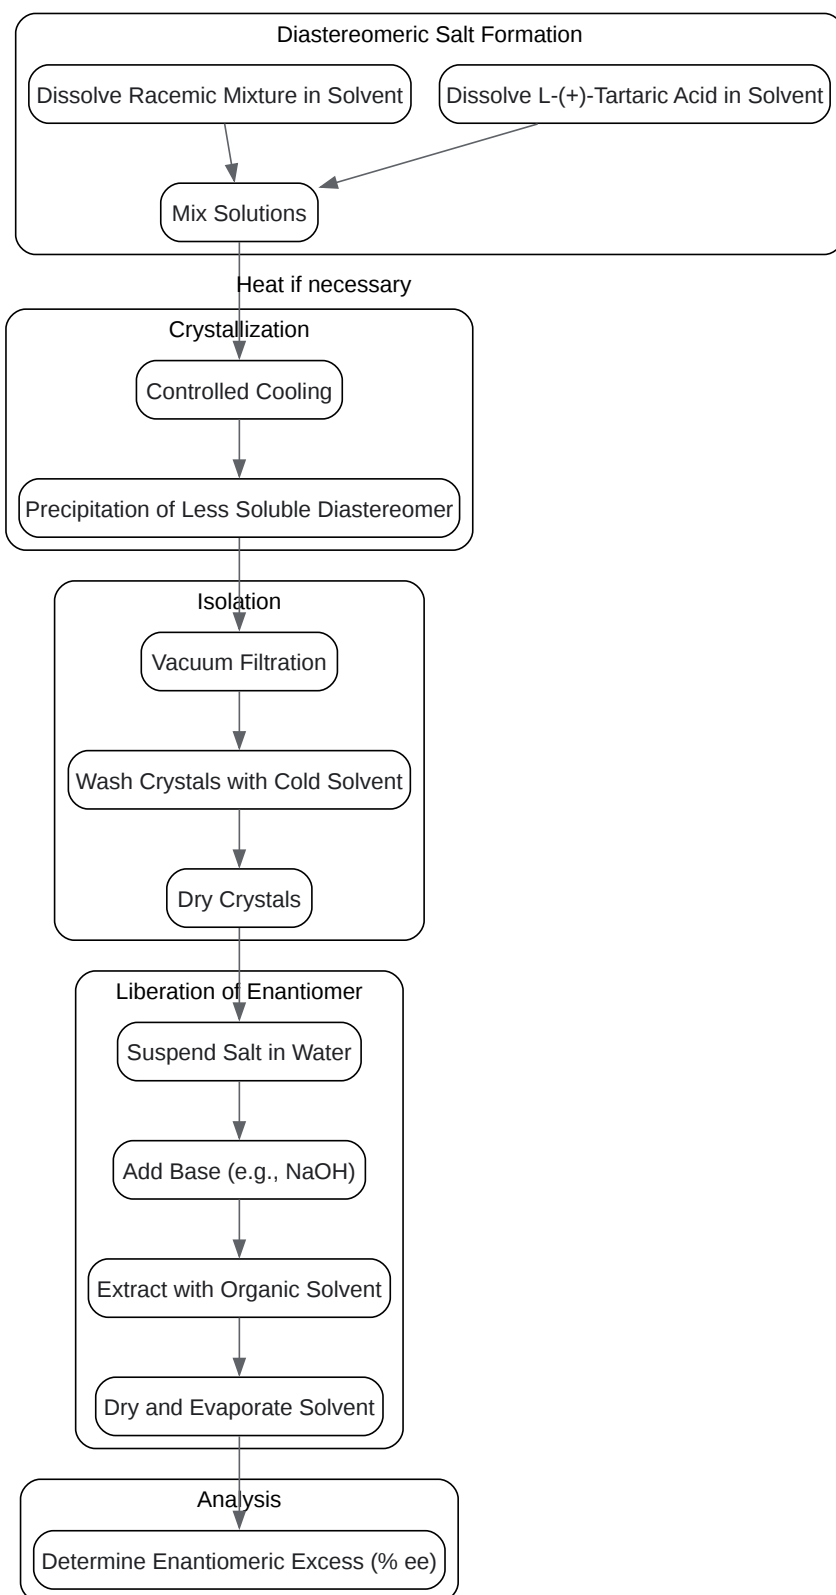 Diastereomeric Salt Formation
Dissolve Racemic Mixture in Solvent
Dissolve L-(+)-Tartaric Acid in Solvent
Mix Solutions
Heat if necessary
Crystallization
Controlled Cooling
Precipitation of Less Soluble Diastereomer
Isolation
Vacuum Filtration
Wash Crystals with Cold Solvent
Dry Crystals
Liberation of Enantiomer
Suspend Salt in Water
Add Base (e.g., NaOH)
Extract with Organic Solvent
Dry and Evaporate Solvent
Analysis
Determine Enantiomeric Excess (% ee)